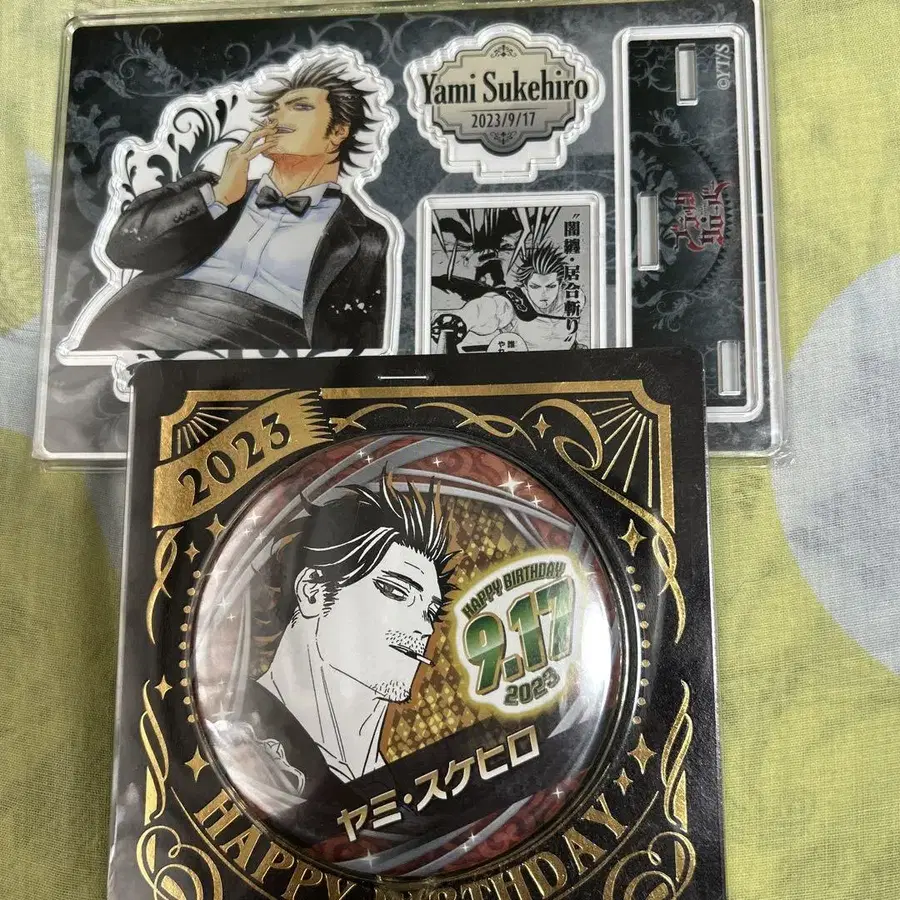 Yami Sukehiro
2023/9/17
©YT/S
"闇纏・居合斬り"
2023
HAPPY BIRTHDAY
9.17
2023
ヤミ・スケヒロ
HAPPY BIRTHDAY